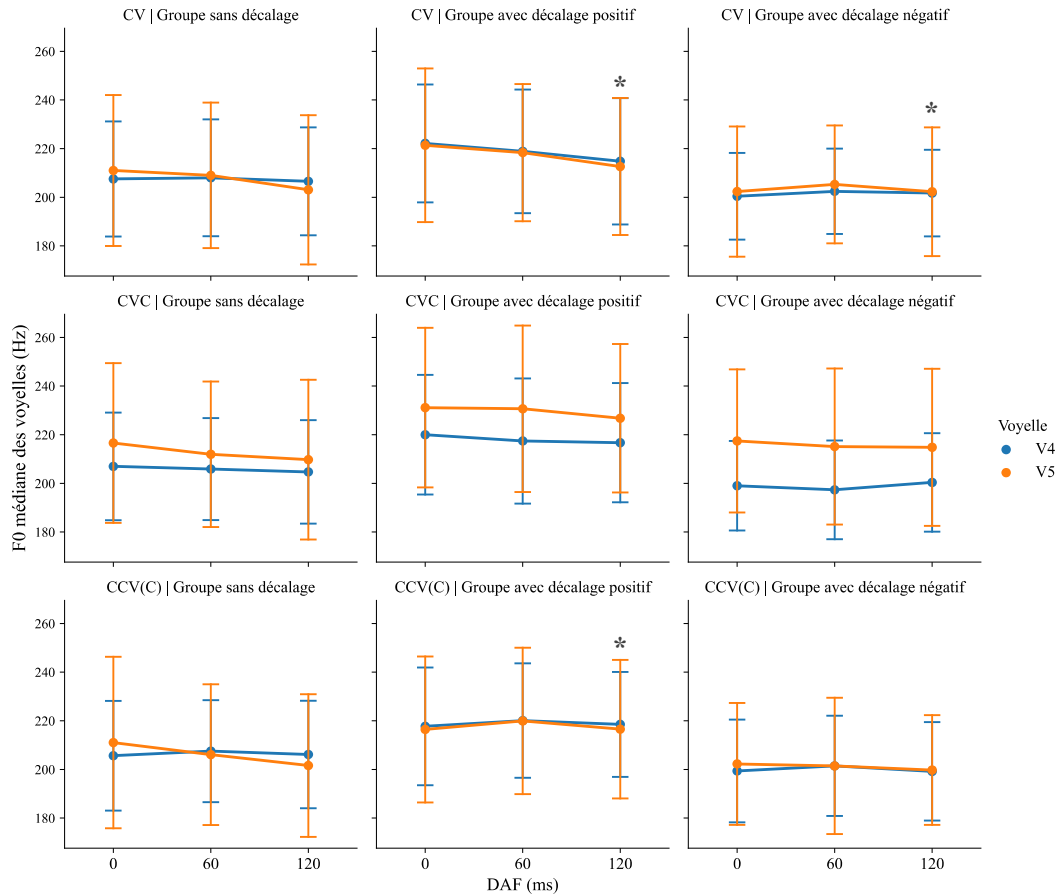 CV | Groupe sans décalage
CV | Groupe avec décalage positif
CV | Groupe avec décalage négatif
260
240
220
200
180
*
*
CVC | Groupe sans décalage
CVC | Groupe avec décalage positif
CVC | Groupe avec décalage négatif
260
240
220
200
180
F0 médiane des voyelles (Hz)
Voyelle
V4
V5
CCV(C) | Groupe sans décalage
CCV(C) | Groupe avec décalage positif
CCV(C) | Groupe avec décalage négatif
260
240
220
200
180
*
0
60
120
0
60
120
0
60
120
DAF (ms)